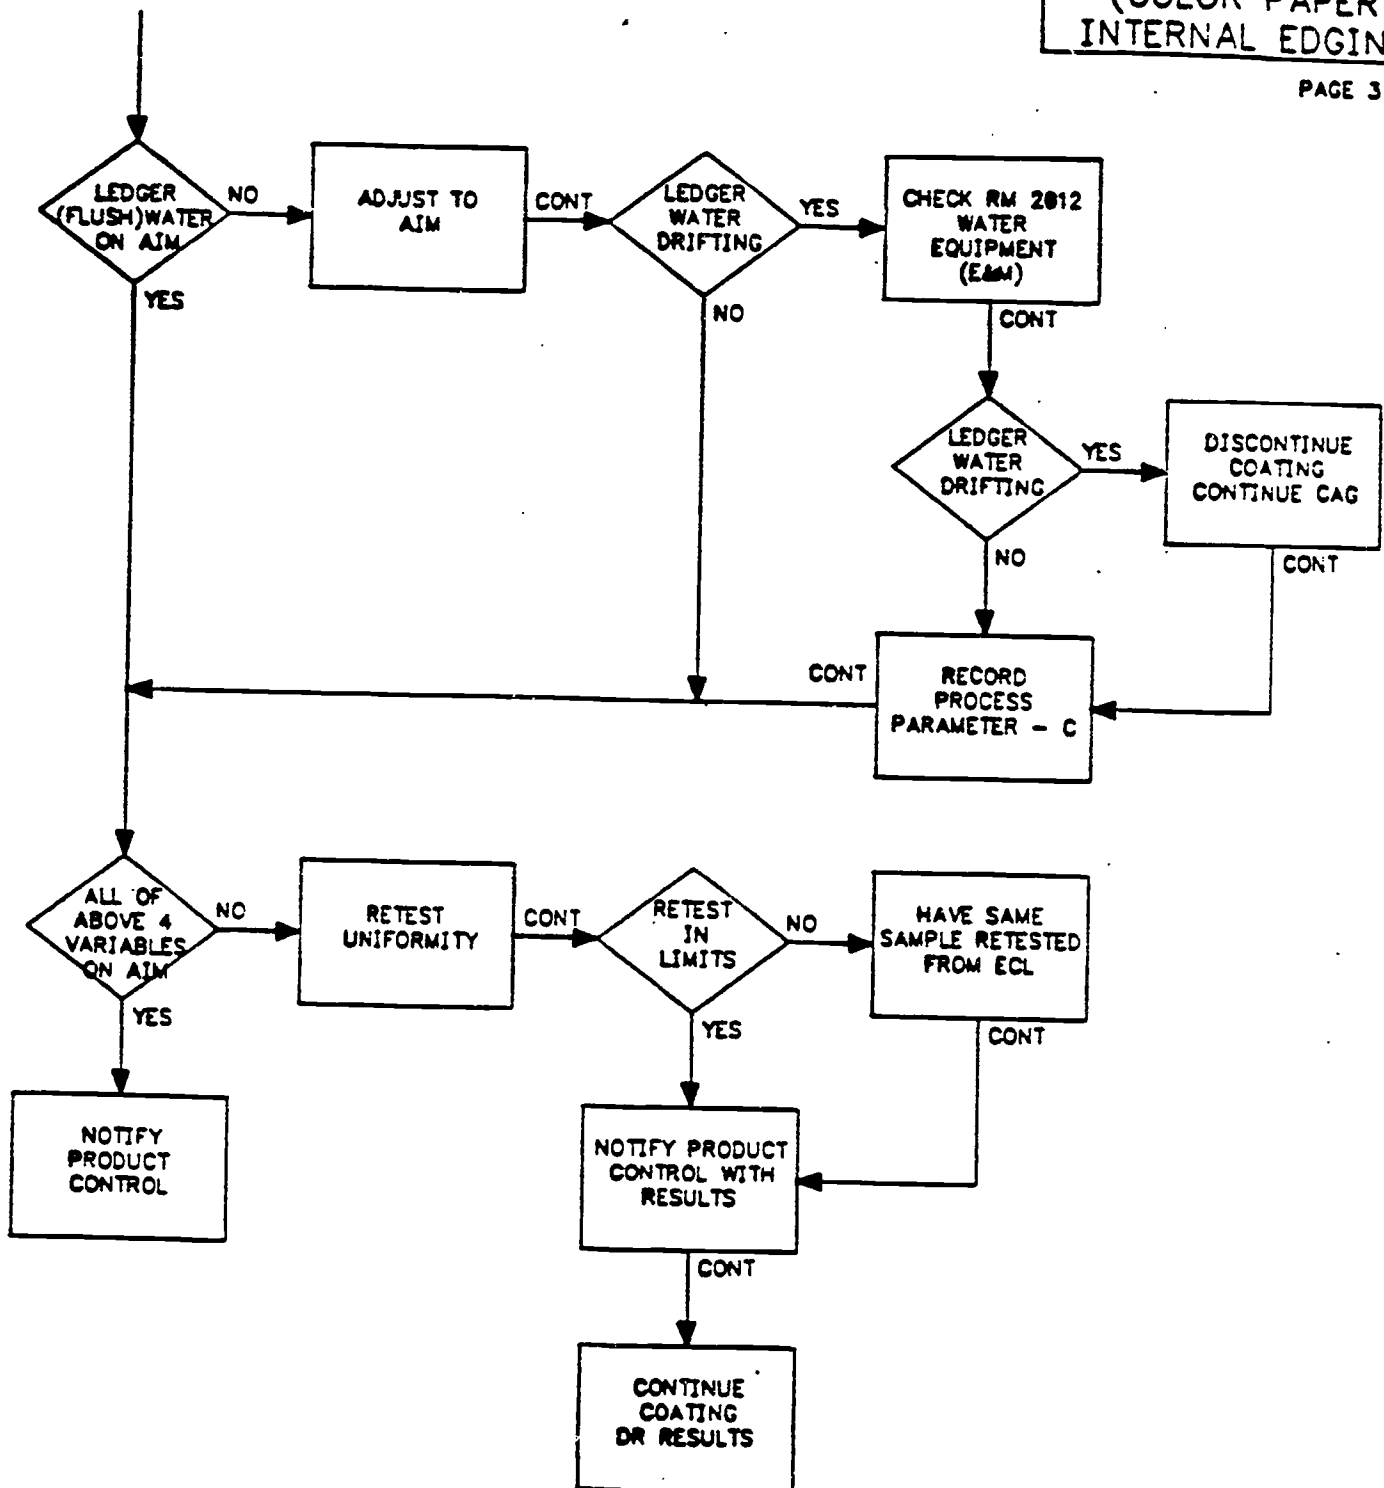 (COLOR PAPER
INTERNAL EDGIN
PAGE 3
LEDGER
(FLUSH)WATER
ON AIM
NO
YES
ADJUST TO
AIM
CONT
LEDGER
WATER
DRIFTING
YES
NO
CHECK RM 2012
WATER
EQUIPMENT
(E&M)
CONT
LEDGER
WATER
DRIFTING
YES
NO
DISCONTINUE
COATING
CONTINUE CAG
CONT
RECORD
PROCESS
PARAMETER - C
CONT
ALL OF
ABOVE 4
VARIABLES
ON AIM
NO
YES
RETEST
UNIFORMITY
CONT
RETEST
IN
LIMITS
NO
YES
HAVE SAME
SAMPLE RETESTED
FROM ECL
CONT
NOTIFY
PRODUCT
CONTROL
NOTIFY PRODUCT
CONTROL WITH
RESULTS
CONT
CONTINUE
COATING
DR RESULTS